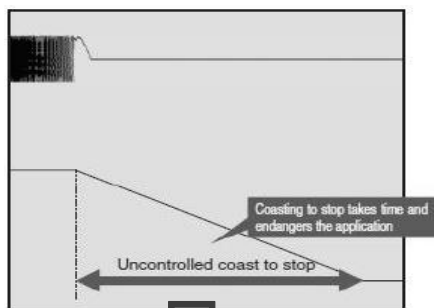 Coasting to stop takes time and
endangers the application
Uncontrolled coast to stop